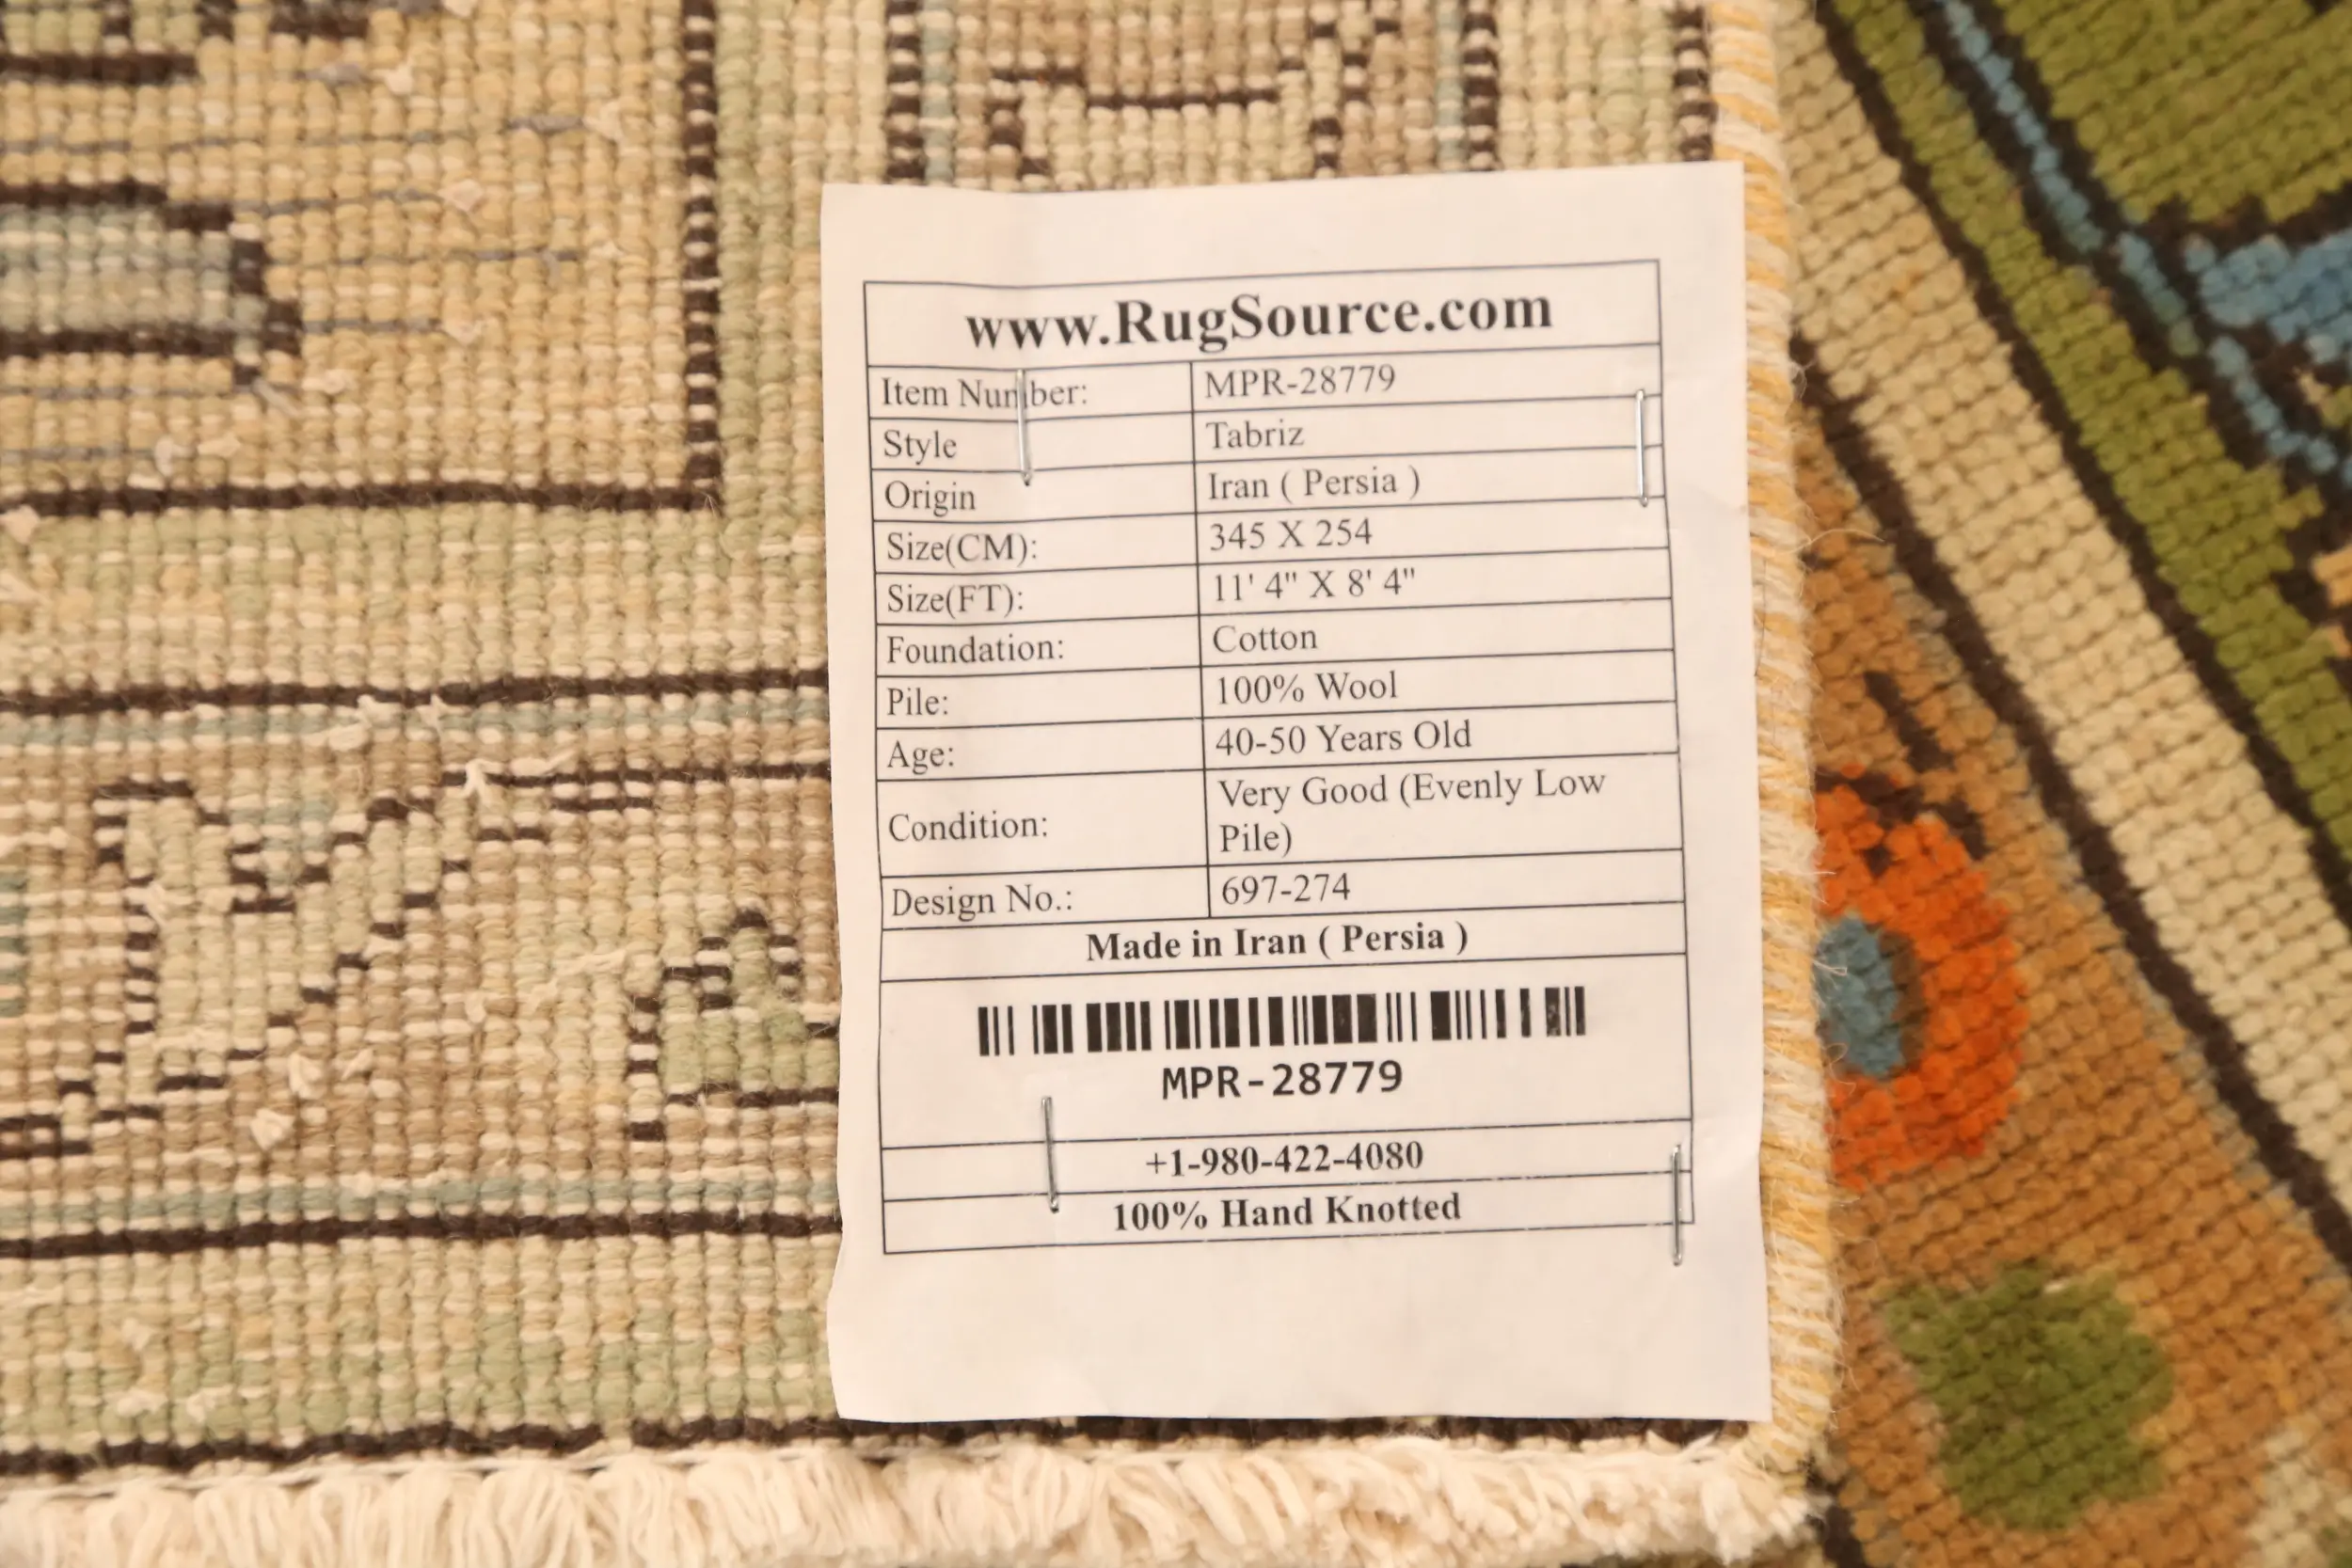 www.RugSource.com
Item Number: MPR-28779
Style Tabriz
Origin Iran ( Persia )
Size(CM): 345 X 254
Size(FT): 11' 4" X 8' 4"
Foundation: Cotton
Pile: 100% Wool
Age: 40-50 Years Old
Condition: Very Good (Evenly Low
Pile)
Design No.: 697-274
Made in Iran ( Persia )
MPR-28779
+1-980-422-4080
100% Hand Knotted